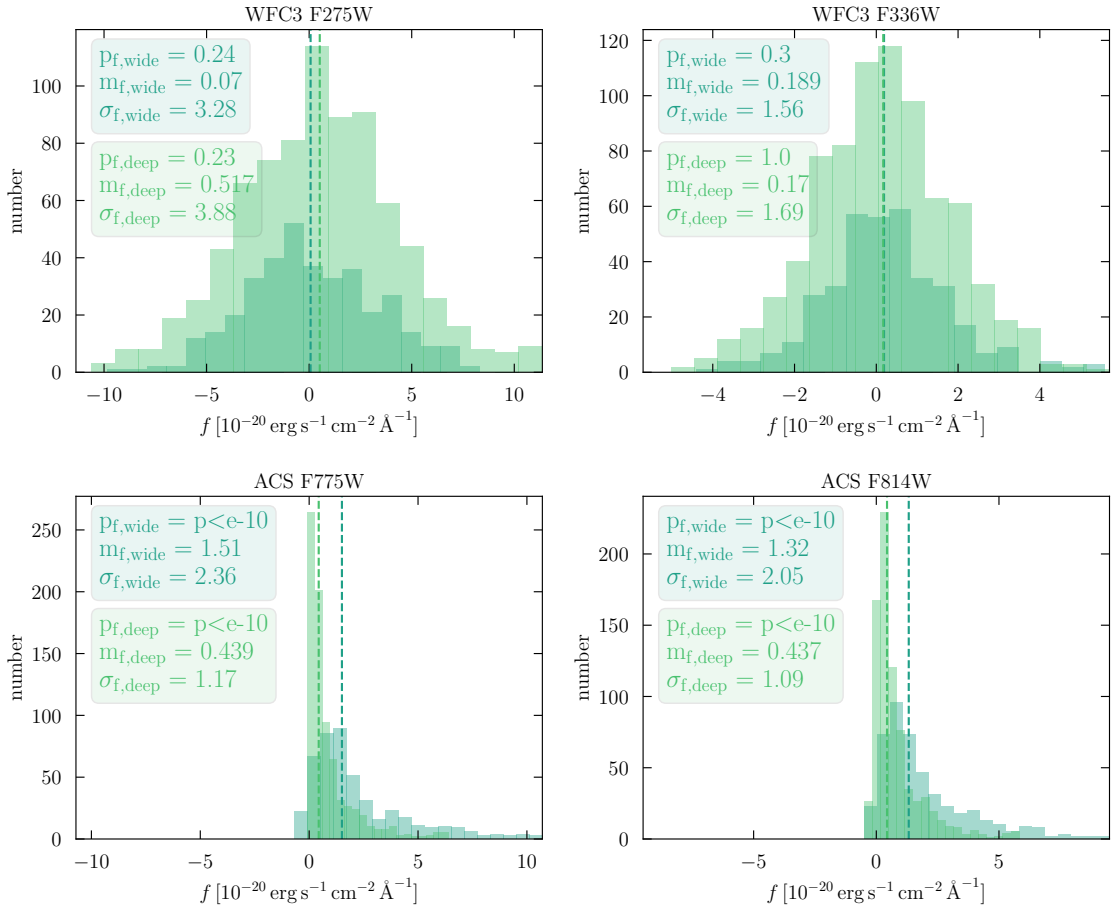 WFC3 F275W
p_f,wide = 0.24
m_f,wide = 0.07
σ_f,wide = 3.28
p_f,deep = 0.23
m_f,deep = 0.517
σ_f,deep = 3.88
number
0
20
40
60
80
100
−10
−5
0
5
10
f [10⁻²⁰ erg s⁻¹ cm⁻² Å⁻¹]
WFC3 F336W
p_f,wide = 0.3
m_f,wide = 0.189
σ_f,wide = 1.56
p_f,deep = 1.0
m_f,deep = 0.17
σ_f,deep = 1.69
number
0
20
40
60
80
100
120
−4
−2
0
2
4
f [10⁻²⁰ erg s⁻¹ cm⁻² Å⁻¹]
ACS F775W
p_f,wide = p<e-10
m_f,wide = 1.51
σ_f,wide = 2.36
p_f,deep = p<e-10
m_f,deep = 0.439
σ_f,deep = 1.17
number
0
50
100
150
200
250
−10
−5
0
5
10
f [10⁻²⁰ erg s⁻¹ cm⁻² Å⁻¹]
ACS F814W
p_f,wide = p<e-10
m_f,wide = 1.32
σ_f,wide = 2.05
p_f,deep = p<e-10
m_f,deep = 0.437
σ_f,deep = 1.09
number
0
50
100
150
200
−5
0
5
f [10⁻²⁰ erg s⁻¹ cm⁻² Å⁻¹]